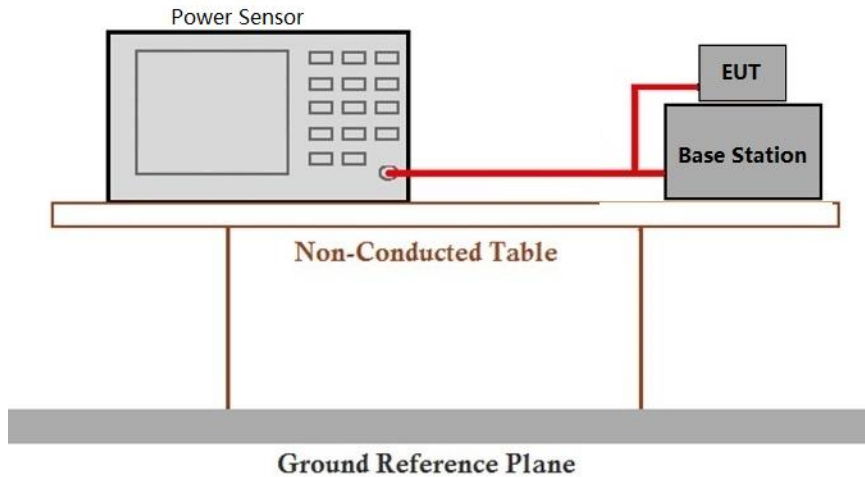 Power Sensor
EUT
Base Station
Non-Conducted Table
Ground Reference Plane